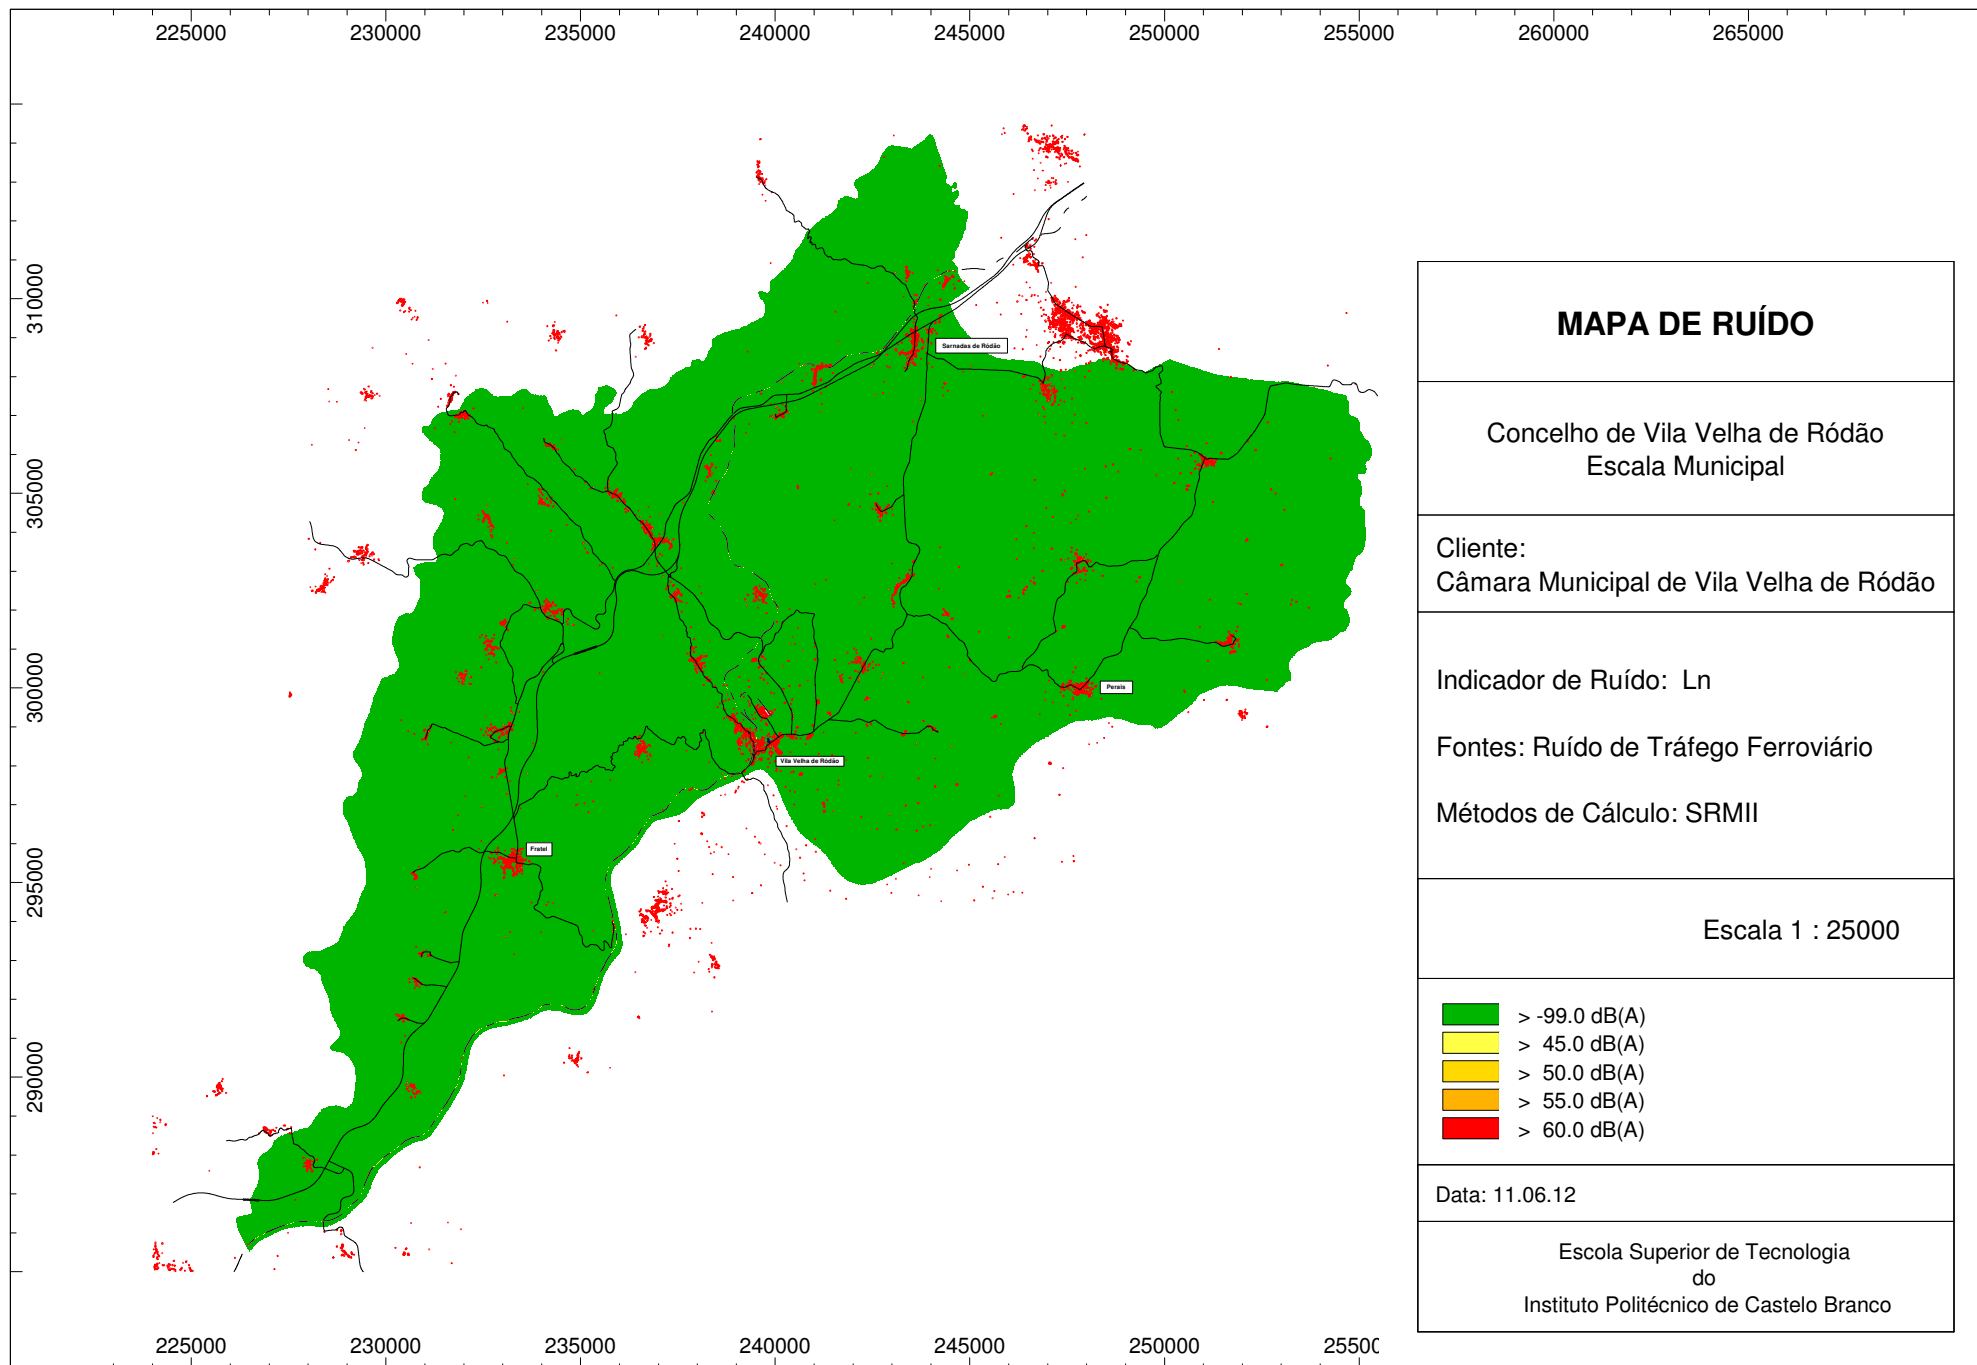 225000 230000 235000 240000 245000 250000 255000 260000 265000
310000
305000
300000
295000
290000
Sarnadas de Ródão
Perais
Vila Velha de Ródão
Fratel
225000 230000 235000 240000 245000 250000 25500
MAPA DE RUÍDO
Concelho de Vila Velha de Ródão
Escala Municipal
Cliente:
Câmara Municipal de Vila Velha de Ródão
Indicador de Ruído: Ln
Fontes: Ruído de Tráfego Ferroviário
Métodos de Cálculo: SRMII
Escala 1 : 25000
> -99.0 dB(A)
> 45.0 dB(A)
> 50.0 dB(A)
> 55.0 dB(A)
> 60.0 dB(A)
Data: 11.06.12
Escola Superior de Tecnologia
do
Instituto Politécnico de Castelo Branco